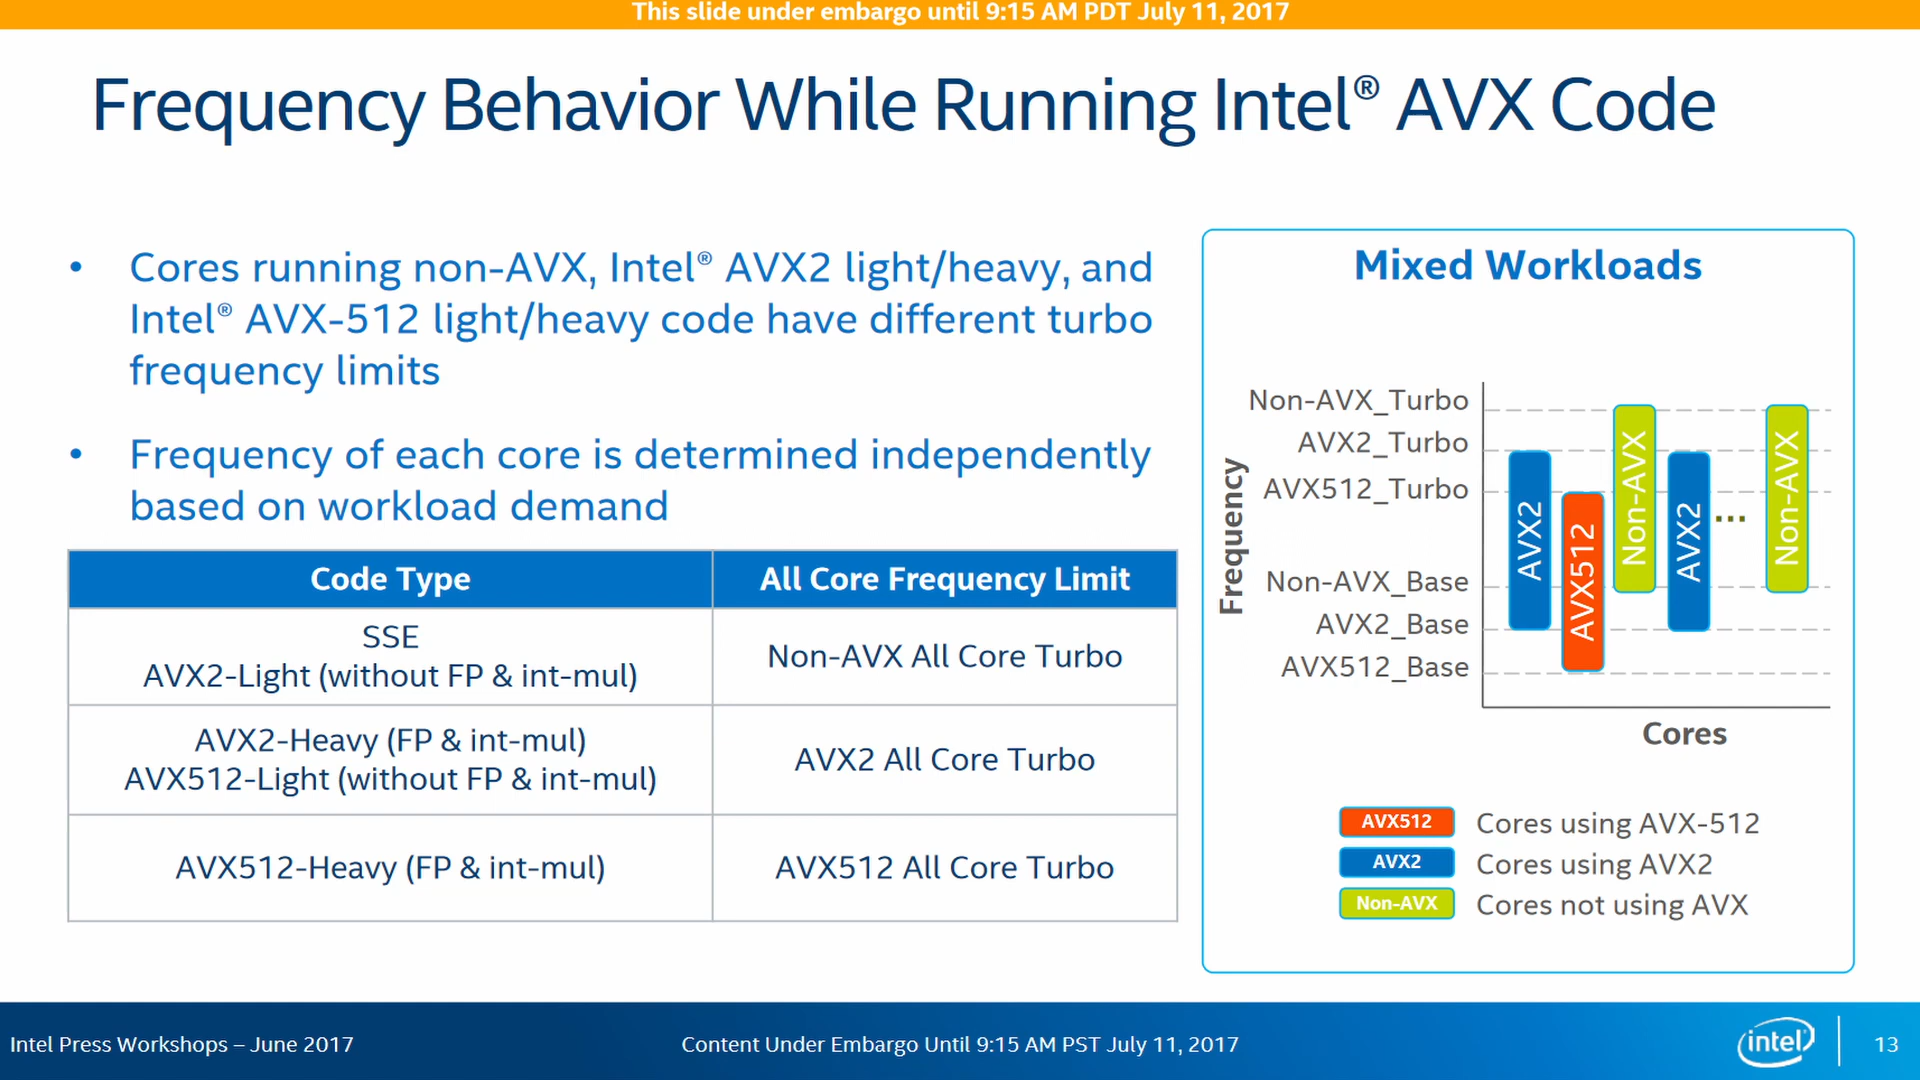 This slide under embargo until 9:15 AM PDT July 11, 2017
Frequency Behavior While Running Intel® AVX Code
• Cores running non-AVX, Intel® AVX2 light/heavy, and
Intel® AVX-512 light/heavy code have different turbo
frequency limits
• Frequency of each core is determined independently
based on workload demand
Code Type
All Core Frequency Limit
SSE
AVX2-Light (without FP & int-mul)
Non-AVX All Core Turbo
AVX2-Heavy (FP & int-mul)
AVX512-Light (without FP & int-mul)
AVX2 All Core Turbo
AVX512-Heavy (FP & int-mul)
AVX512 All Core Turbo
Mixed Workloads
Frequency
Non-AVX_Turbo
AVX2_Turbo
AVX512_Turbo
Non-AVX_Base
AVX2_Base
AVX512_Base
AVX2
AVX512
Non-AVX
AVX2
...
Non-AVX
Cores
AVX512 Cores using AVX-512
AVX2 Cores using AVX2
Non-AVX Cores not using AVX
Intel Press Workshops – June 2017
Content Under Embargo Until 9:15 AM PST July 11, 2017
intel
13